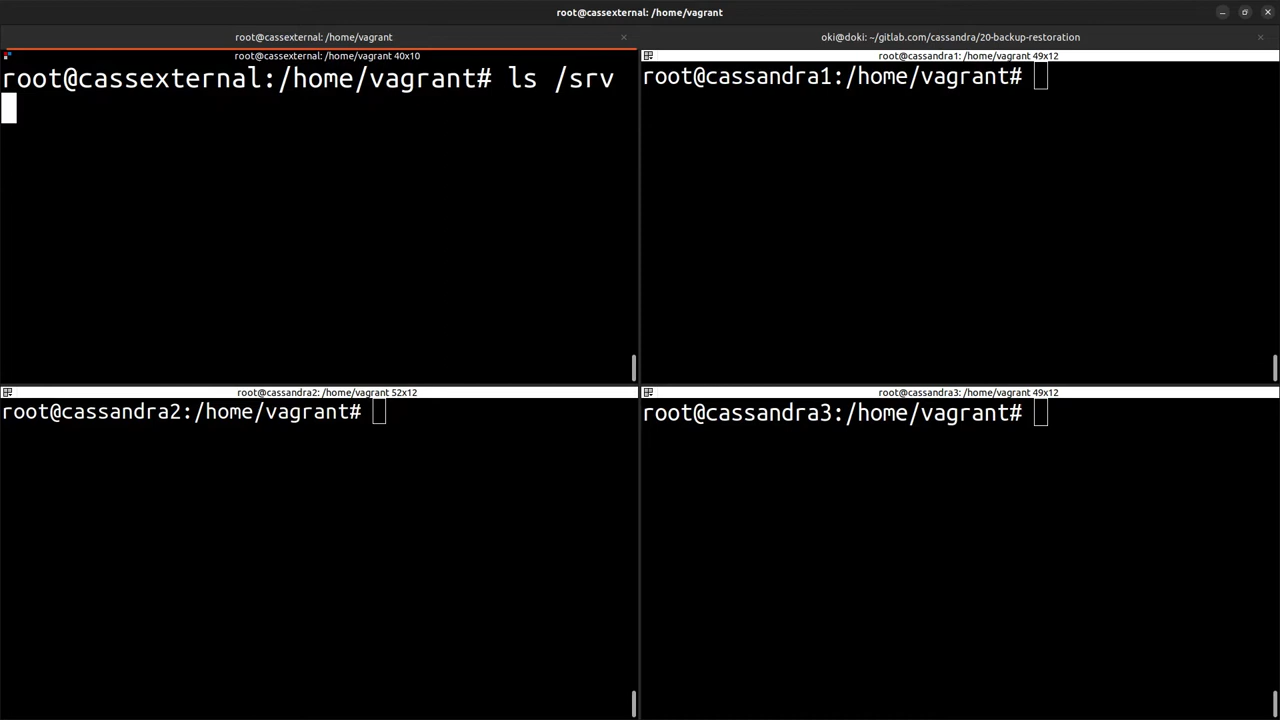 root@cassexternal: /home/vagrant
root@cassexternal: /home/vagrant
oki@doki: ~/gitlab.com/cassandra/20-backup-restoration
root@cassexternal: /home/vagrant 40x10
root@cassexternal:/home/vagrant# ls /srv
root@cassandra1: /home/vagrant 49x12
root@cassandra1:/home/vagrant#
root@cassandra2: /home/vagrant 52x12
root@cassandra2:/home/vagrant#
root@cassandra3: /home/vagrant 49x12
root@cassandra3:/home/vagrant#